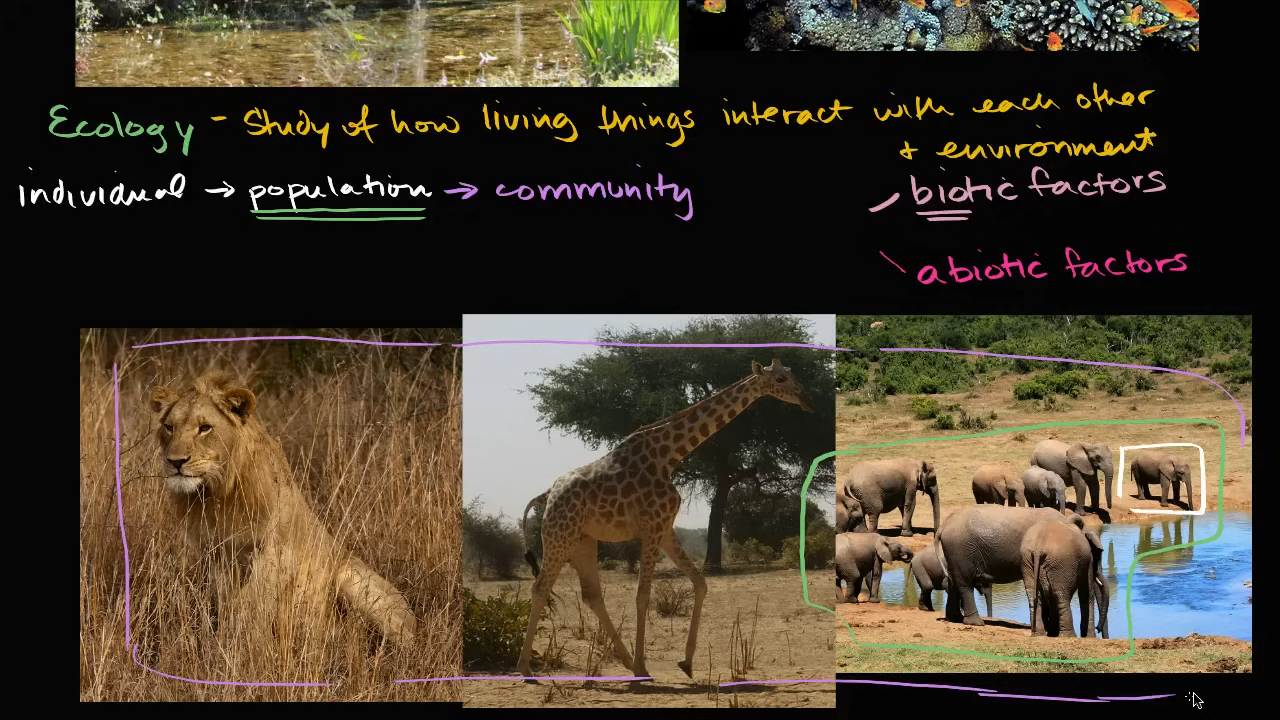 Ecology - Study of how living things interact with each other
+ environment
individual → population → community
biotic factors
abiotic factors